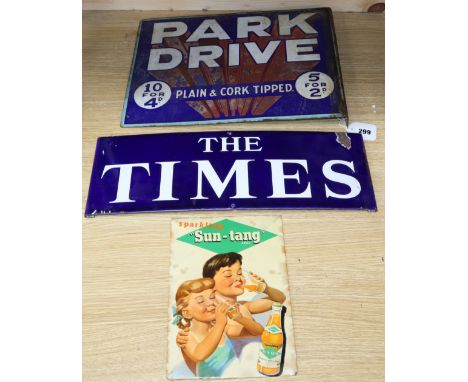 PARK
DRIVE
10
FOR
4D
PLAIN & CORK TIPPED.
5
FOR
2D
299
THE
TIMES
sparkling
"Sun-tang"